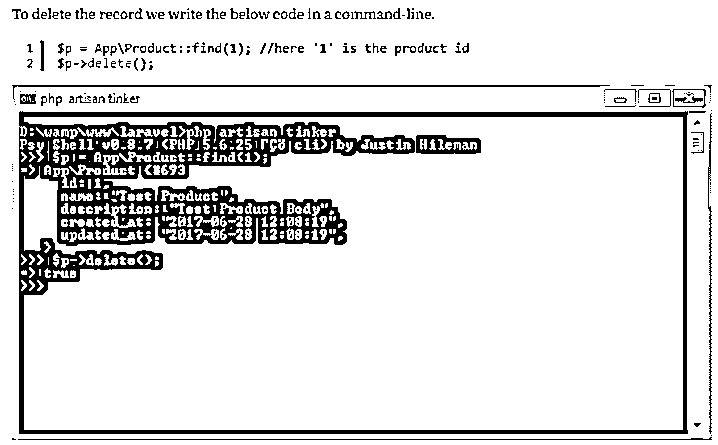 To delete the record we write the below code in a command-line.
1 $p = App\Product::find(1); //here '1' is the product id
2 $p->delete();
php artisan tinker
D:\wamp\www\laravel>php artisan tinker
Psy Shell v0.8.7 (PHP 5.6.25 ΓÇö cli) by Justin Hileman
>>> $p = App\Product::find(1);
=> App\Product {#693
id: 1,
name: "Test Product",
description: "Test Product Body",
created_at: "2017-06-28 12:08:19",
updated_at: "2017-06-28 12:08:19",
}
>>> $p->delete();
=> true
>>>